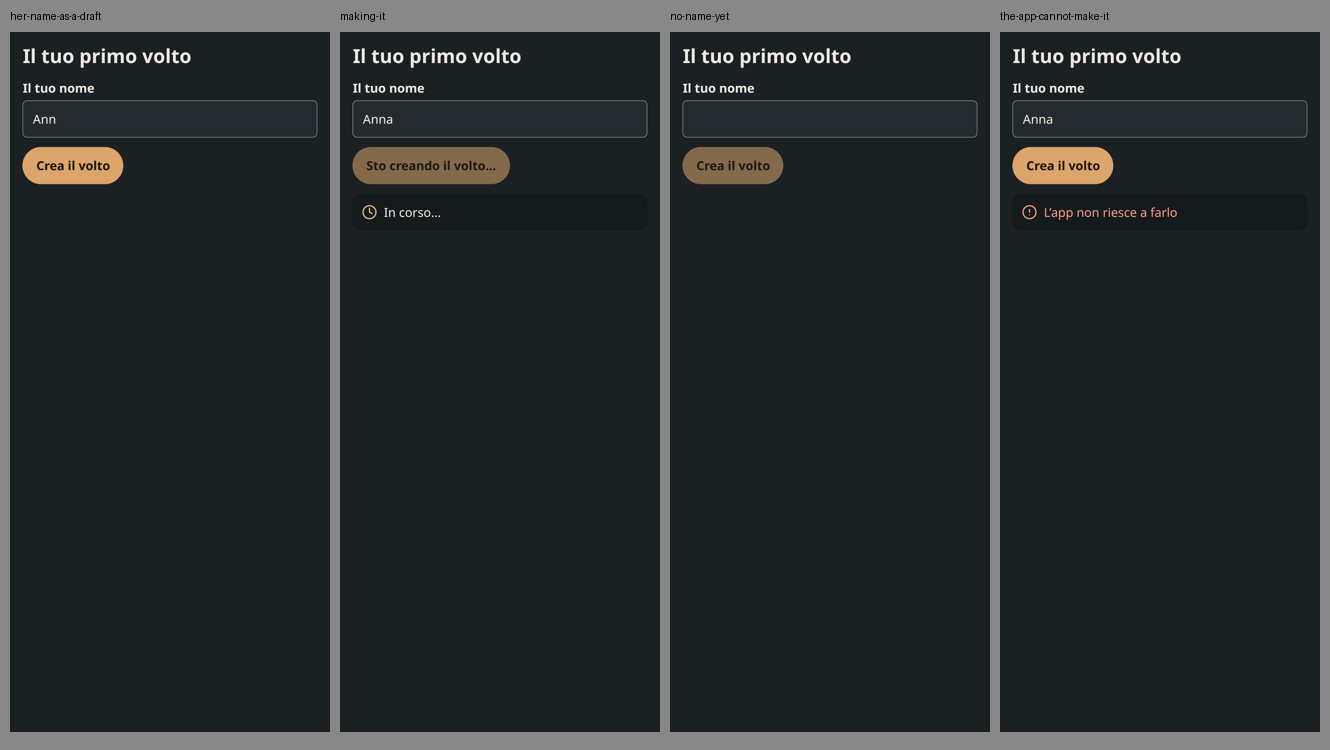 her-name-as-a-draft
Il tuo primo volto
Il tuo nome
Ann
Crea il volto
making-it
Il tuo primo volto
Il tuo nome
Anna
Sto creando il volto...
In corso...
no-name-yet
Il tuo primo volto
Il tuo nome
Crea il volto
the-app-cannot-make-it
Il tuo primo volto
Il tuo nome
Anna
Crea il volto
L'app non riesce a farlo